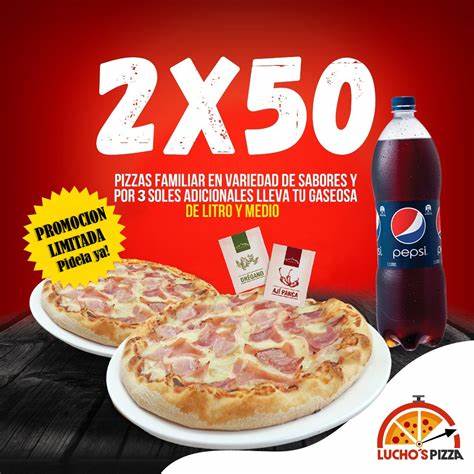 2X50
PIZZAS FAMILIAR EN VARIEDAD DE SABORES Y
POR 3 SOLES ADICIONALES LLEVA TU GASEOSA
DE LITRO Y MEDIO
PROMOCION
LIMITADA
Pídela ya!
ORÉGANO
AJÍ PANCA
pepsi
LUCHO'S PIZZA